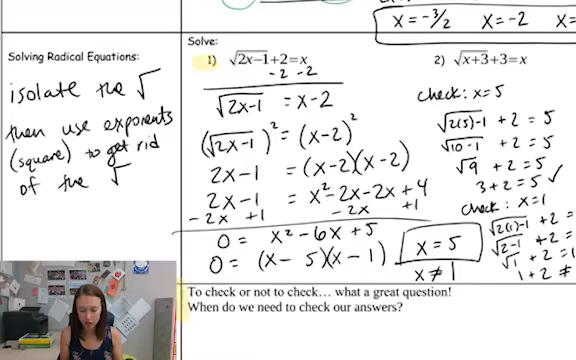 x = -3/2   x = -2   x =
Solving Radical Equations:
isolate the √
then use exponents
(square) to get rid
of the √
Solve:
1) √2x-1+2=x
-2 -2
√2x-1 = x-2
(√2x-1)² = (x-2)²
2x-1 = (x-2)(x-2)
2x-1 = x²-2x-2x+4
-2x +1   -2x   +1
0 = x²-6x+5
0 = (x- 5)(x-1)
x = 5
x ≠ 1
2) √x+3+3=x
check: x=5
√2(5)-1 + 2 = 5
√10-1 + 2 = 5
√9 + 2 = 5
3+2=5 ✓
check: x=1
√2(1)-1 + 2 =
√2-1 + 2 =
√1 + 2 = 1
1 + 2 ≠
To check or not to check… what a great question!
When do we need to check our answers?